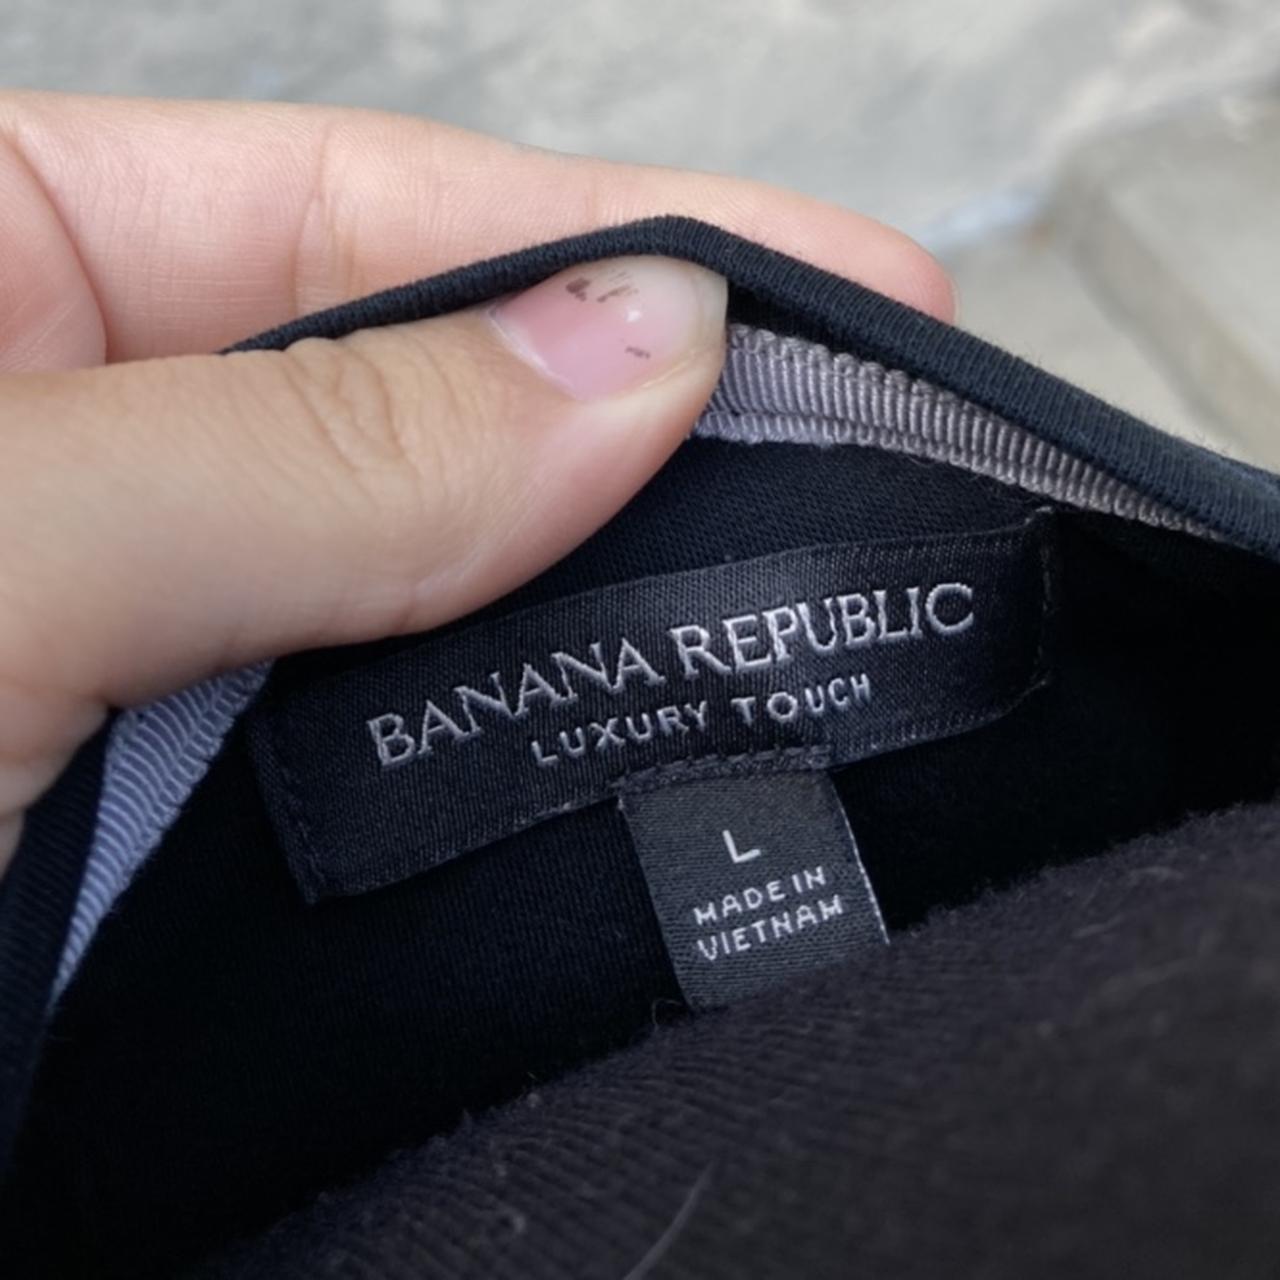 BANANA REPUBLIC
LUXURY TOUCH
L
MADE IN
VIETNAM